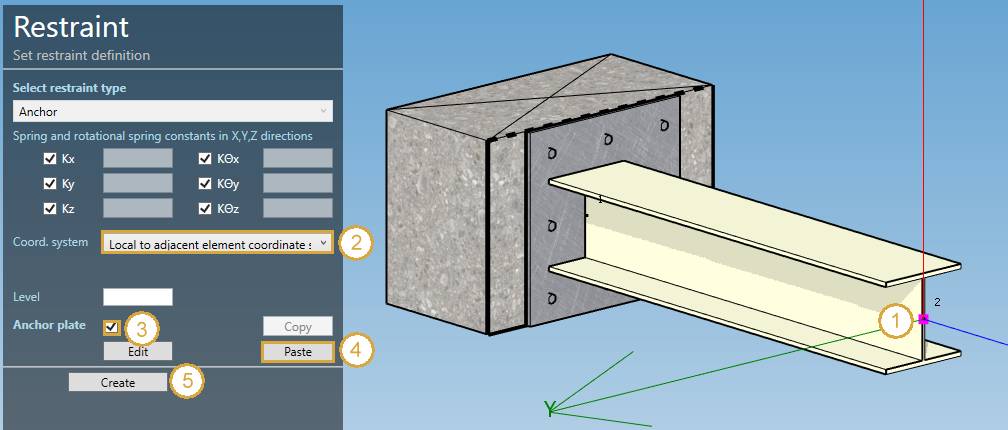 Restraint
Set restraint definition
Select restraint type
Anchor
Spring and rotational spring constants in X,Y,Z directions
Kx KΘx
Ky KΘy
Kz KΘz
Coord. system Local to adjacent element coordinate s 2
Level
Anchor plate 3 Copy
Edit Paste 4
Create 5
1
2
1
Y